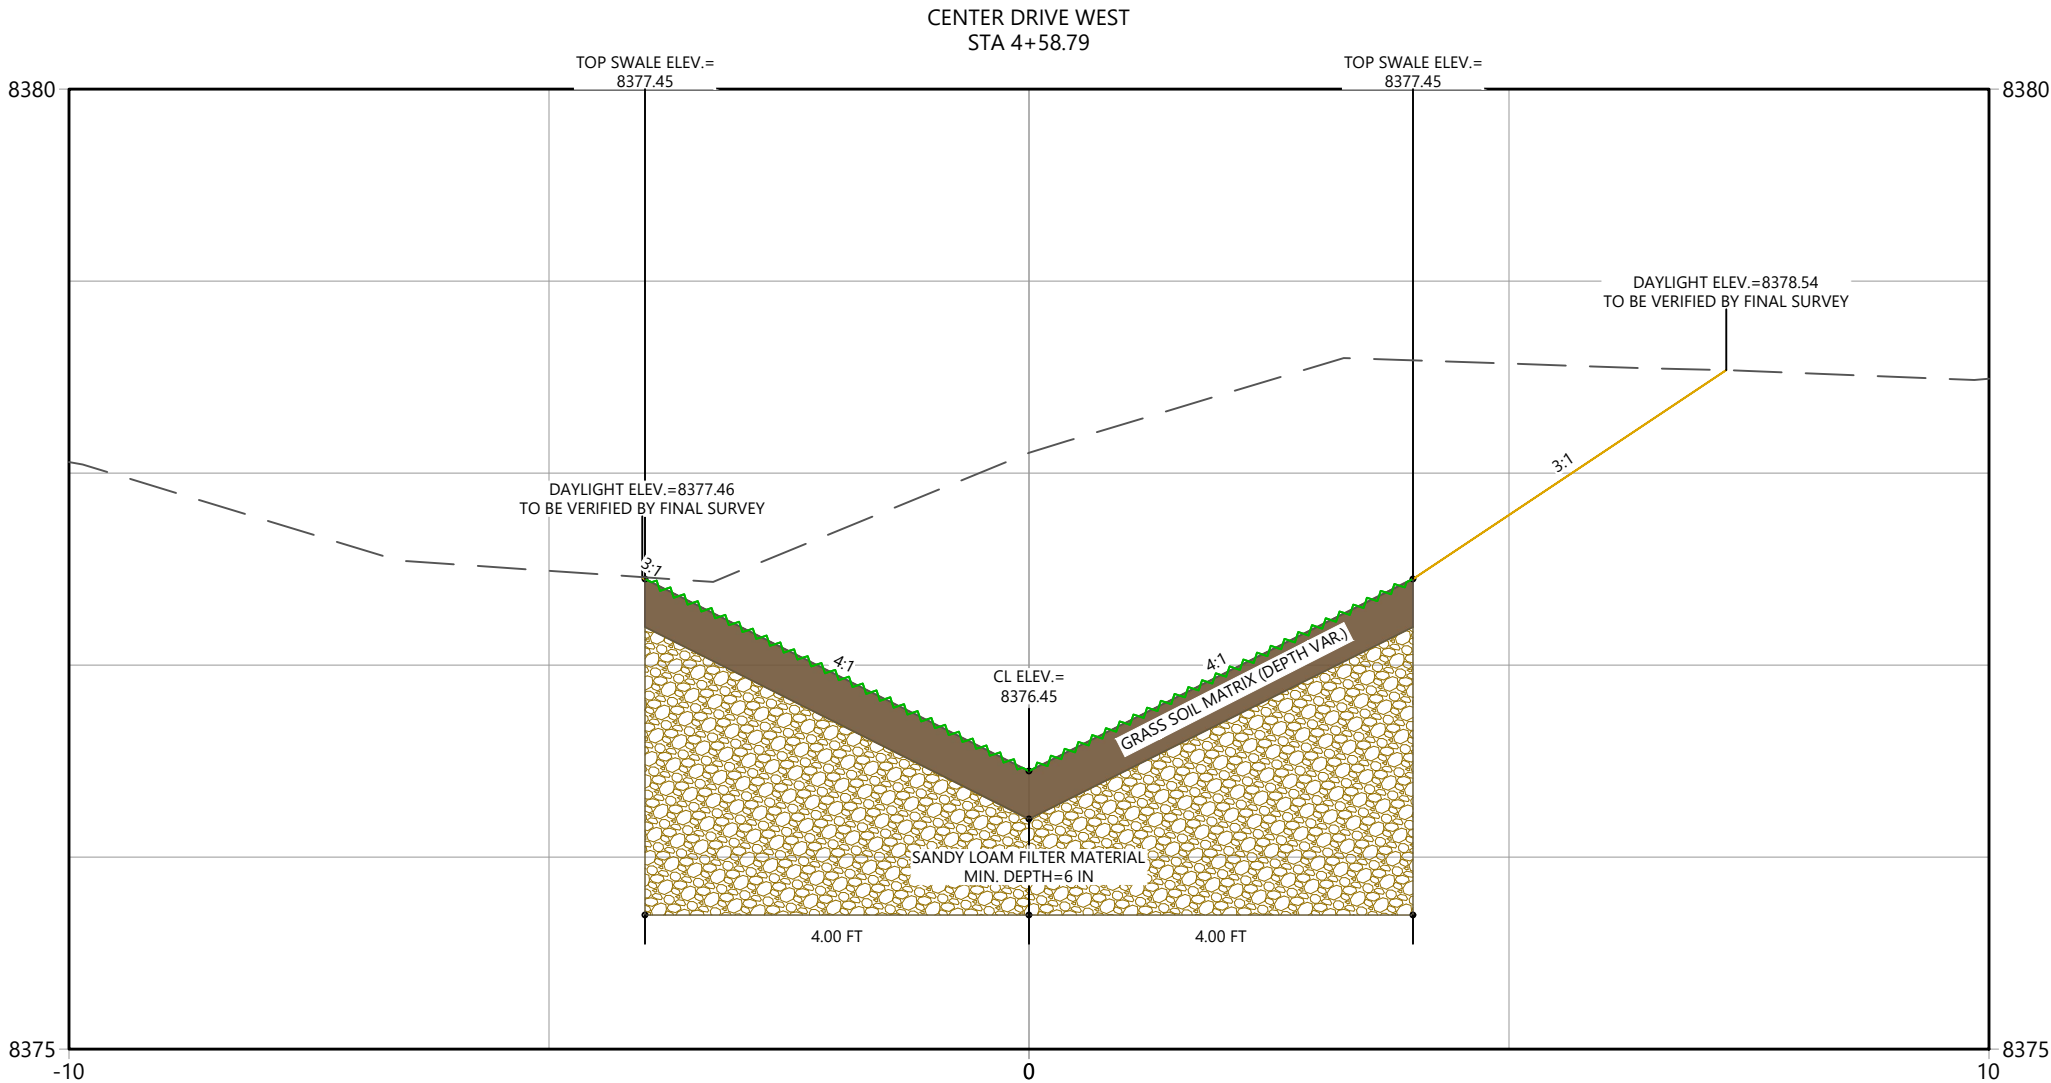 CENTER DRIVE WEST
STA 4+58.79
TOP SWALE ELEV.=
8377.45
TOP SWALE ELEV.=
8377.45
8380
8380
DAYLIGHT ELEV.=8378.54
TO BE VERIFIED BY FINAL SURVEY
3:1
DAYLIGHT ELEV.=8377.46
TO BE VERIFIED BY FINAL SURVEY
3:1
4:1
4:1
CL ELEV.=
8376.45
GRASS SOIL MATRIX (DEPTH VAR.)
SANDY LOAM FILTER MATERIAL
MIN. DEPTH=6 IN
4.00 FT
4.00 FT
8375
8375
-10
0
10